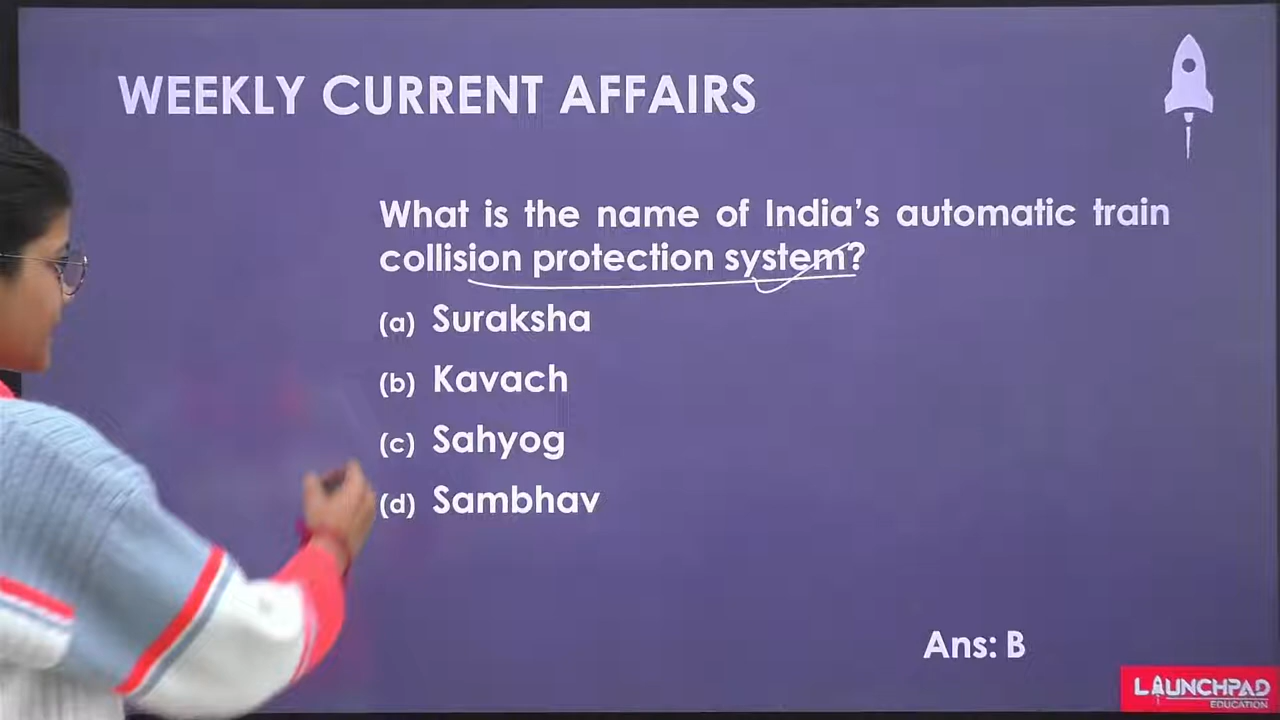 WEEKLY CURRENT AFFAIRS
What is the name of India's automatic train
collision protection system?
(a) Suraksha
(b) Kavach
(c) Sahyog
(d) Sambhav
Ans: B
LAUNCHPAD
EDUCATION